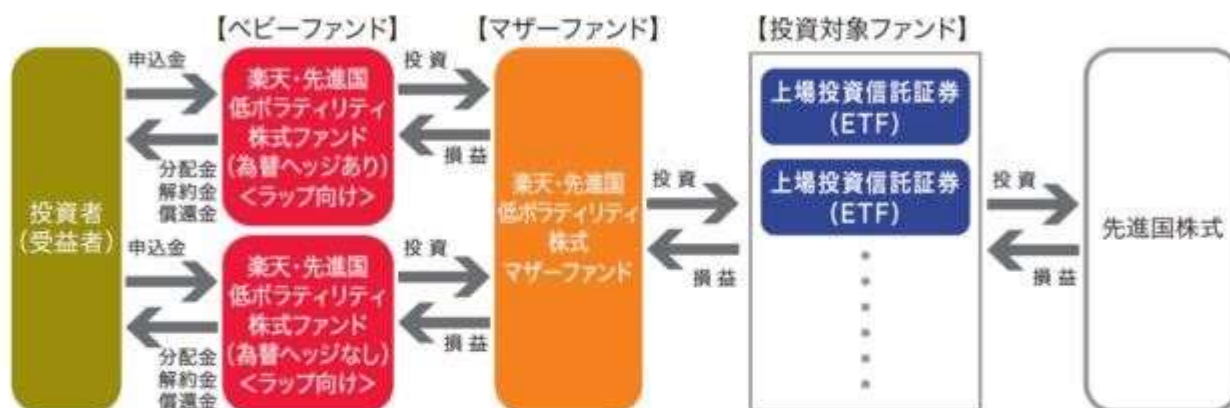 【ベビーファンド】
【マザーファンド】
【投資対象ファンド】
投資者
(受益者)
申込金
分配金
解約金
償還金
楽天・先進国
低ボラティリティ
株式ファンド
(為替ヘッジあり)
<ラップ向け>
投資
損益
申込金
分配金
解約金
償還金
楽天・先進国
低ボラティリティ
株式ファンド
(為替ヘッジなし)
<ラップ向け>
投資
損益
楽天・先進国
低ボラティリティ
株式
マザーファンド
投資
損益
上場投資信託証券
(ETF)
上場投資信託証券
(ETF)
投資
損益
先進国株式